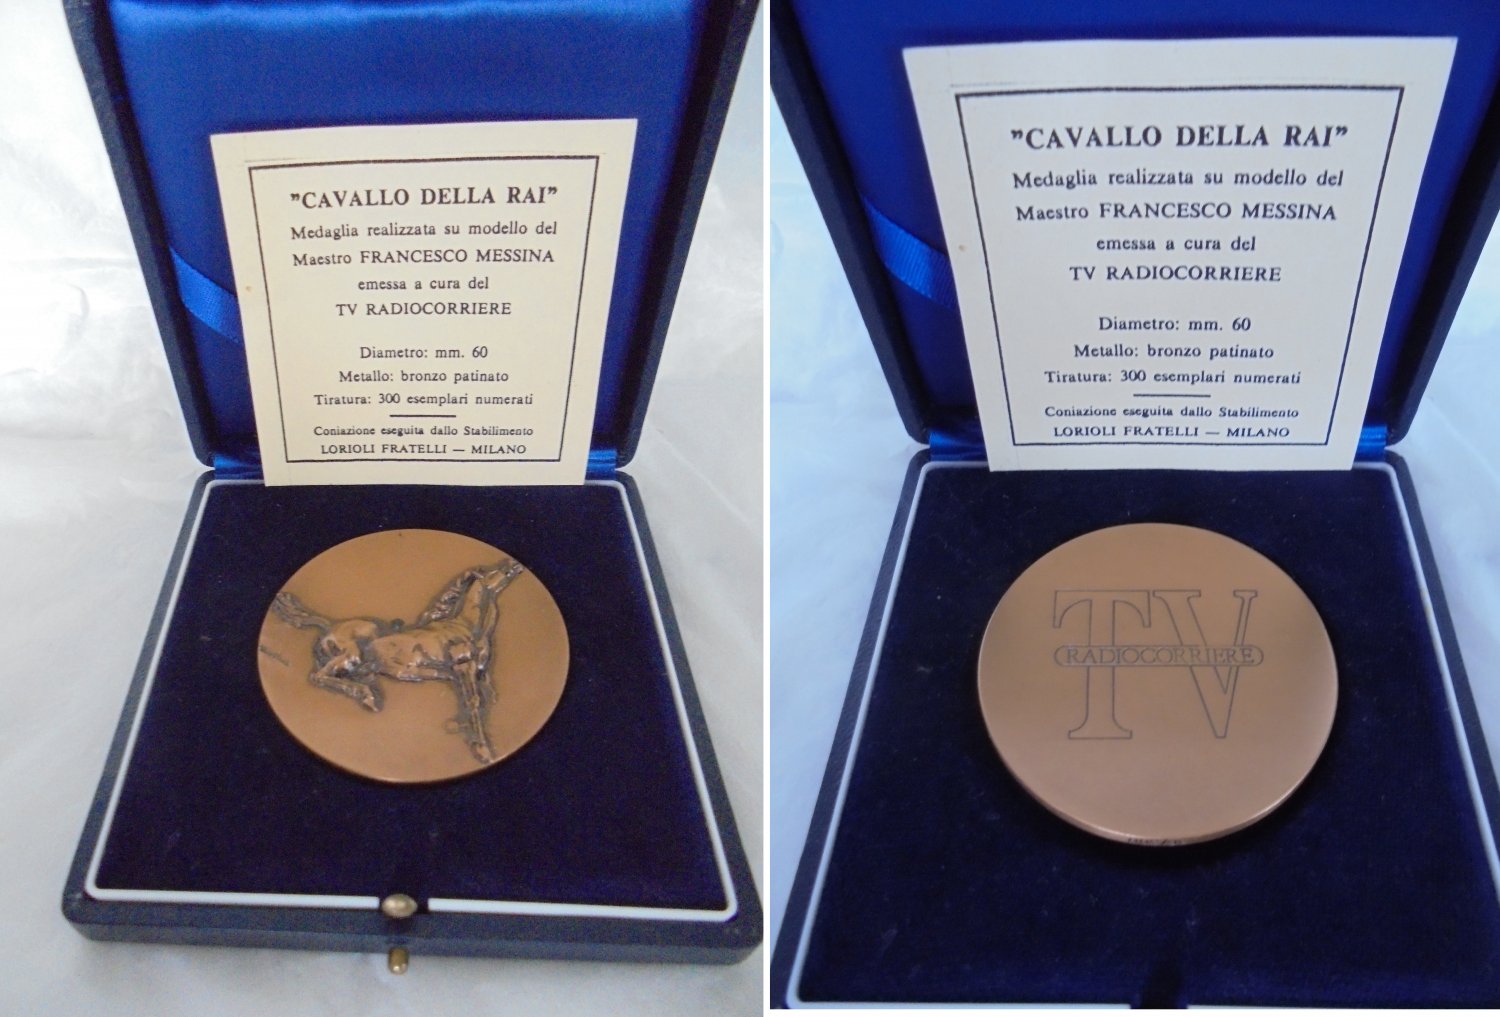 ”CAVALLO DELLA RAI”
Medaglia realizzata su modello del
Maestro FRANCESCO MESSINA
emessa a cura del
TV RADIOCORRIERE
Diametro: mm. 60
Metallo: bronzo patinato
Tiratura: 300 esemplari numerati
Coniazione eseguita dallo Stabilimento
LORIOLI FRATELLI — MILANO
”CAVALLO DELLA RAI”
Medaglia realizzata su modello del
Maestro FRANCESCO MESSINA
emessa a cura del
TV RADIOCORRIERE
Diametro: mm. 60
Metallo: bronzo patinato
Tiratura: 300 esemplari numerati
Coniazione eseguita dallo Stabilimento
LORIOLI FRATELLI — MILANO
TV
RADIOCORRIERE